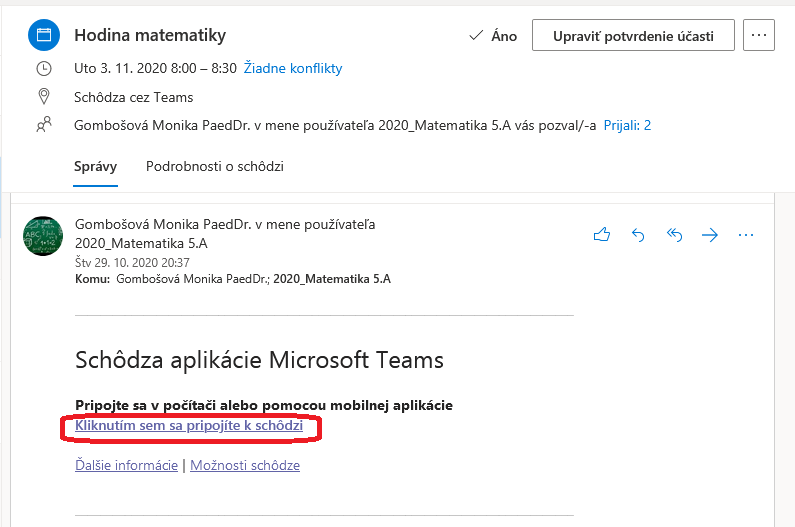 Hodina matematiky
Áno
Upraviť potvrdenie účasti
Uto 3. 11. 2020 8:00 – 8:30 Žiadne konflikty
Schôdza cez Teams
Gombošová Monika PaedDr. v mene používateľa 2020_Matematika 5.A vás pozval/-a Prijali: 2
Správy Podrobnosti o schôdzi
Gombošová Monika PaedDr. v mene používateľa
2020_Matematika 5.A
Štv 29. 10. 2020 20:37
Komu: Gombošová Monika PaedDr.; 2020_Matematika 5.A
Schôdza aplikácie Microsoft Teams
Pripojte sa v počítači alebo pomocou mobilnej aplikácie
Kliknutím sem sa pripojíte k schôdzi
Ďalšie informácie | Možnosti schôdze